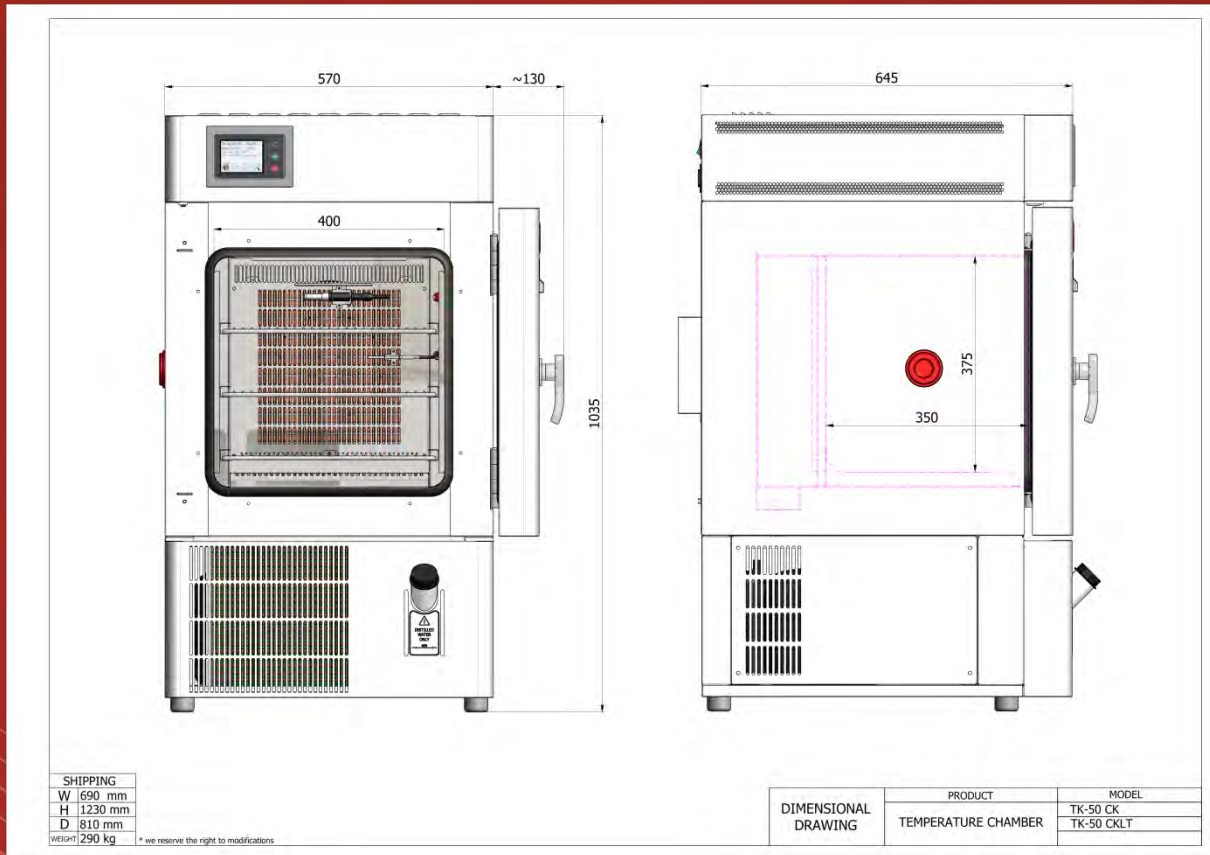 570
~130
645
400
375
350
1035
DISTILLED
WATER
ONLY
SHIPPING
W 690 mm
H 1230 mm
D 810 mm
WEIGHT 290 kg
* we reserve the right to modifications
DIMENSIONAL
DRAWING
PRODUCT
TEMPERATURE CHAMBER
MODEL
TK-50 CK
TK-50 CKLT